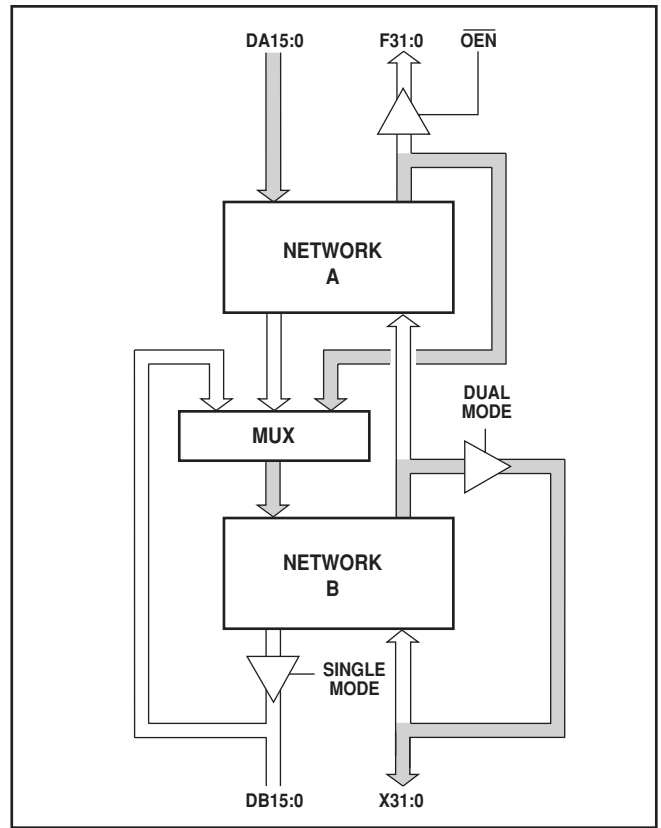 DA15:0
F31:0
OEN
NETWORK
A
DUAL
MODE
MUX
NETWORK
B
SINGLE
MODE
DB15:0
X31:0